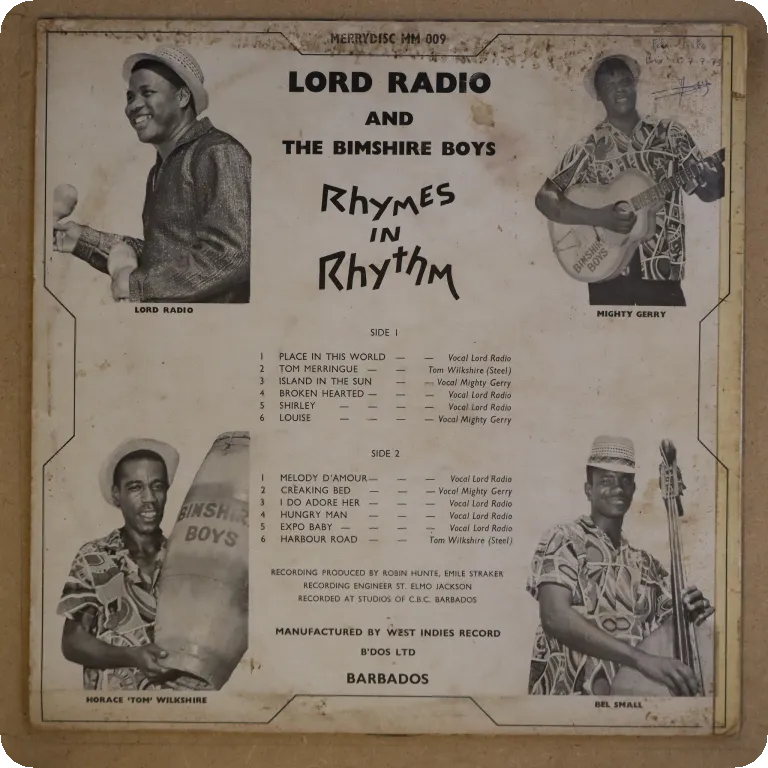 MERRYDISC MM 009
LORD RADIO
AND
THE BIMSHIRE BOYS
RhyMES
IN
RhythM
BIMSHIRE
BOYS
LORD RADIO
MIGHTY GERRY
SIDE 1
1 PLACE IN THIS WORLD — — Vocal Lord Radio
2 TOM MERRINGUE — — Tom Wilkshire (Steel)
3 ISLAND IN THE SUN — — Vocal Mighty Gerry
4 BROKEN HEARTED — — — Vocal Lord Radio
5 SHIRLEY — — — — Vocal Lord Radio
6 LOUISE — — — — Vocal Mighty Gerry
SIDE 2
1 MELODY D'AMOUR — — — Vocal Lord Radio
2 CREAKING BED — — — Vocal Mighty Gerry
3 I DO ADORE HER — — — Vocal Lord Radio
4 HUNGRY MAN — — — Vocal Lord Radio
5 EXPO BABY — — — — Vocal Lord Radio
6 HARBOUR ROAD — — Tom Wilkshire (Steel)
BIMSHIRE
BOYS
RECORDING PRODUCED BY ROBIN HUNTE, EMILE STRAKER
RECORDING ENGINEER ST. ELMO JACKSON
RECORDED AT STUDIOS OF C.B.C. BARBADOS
MANUFACTURED BY WEST INDIES RECORD
B'DOS LTD
BARBADOS
HORACE 'TOM' WILKSHIRE
BEL SMALL